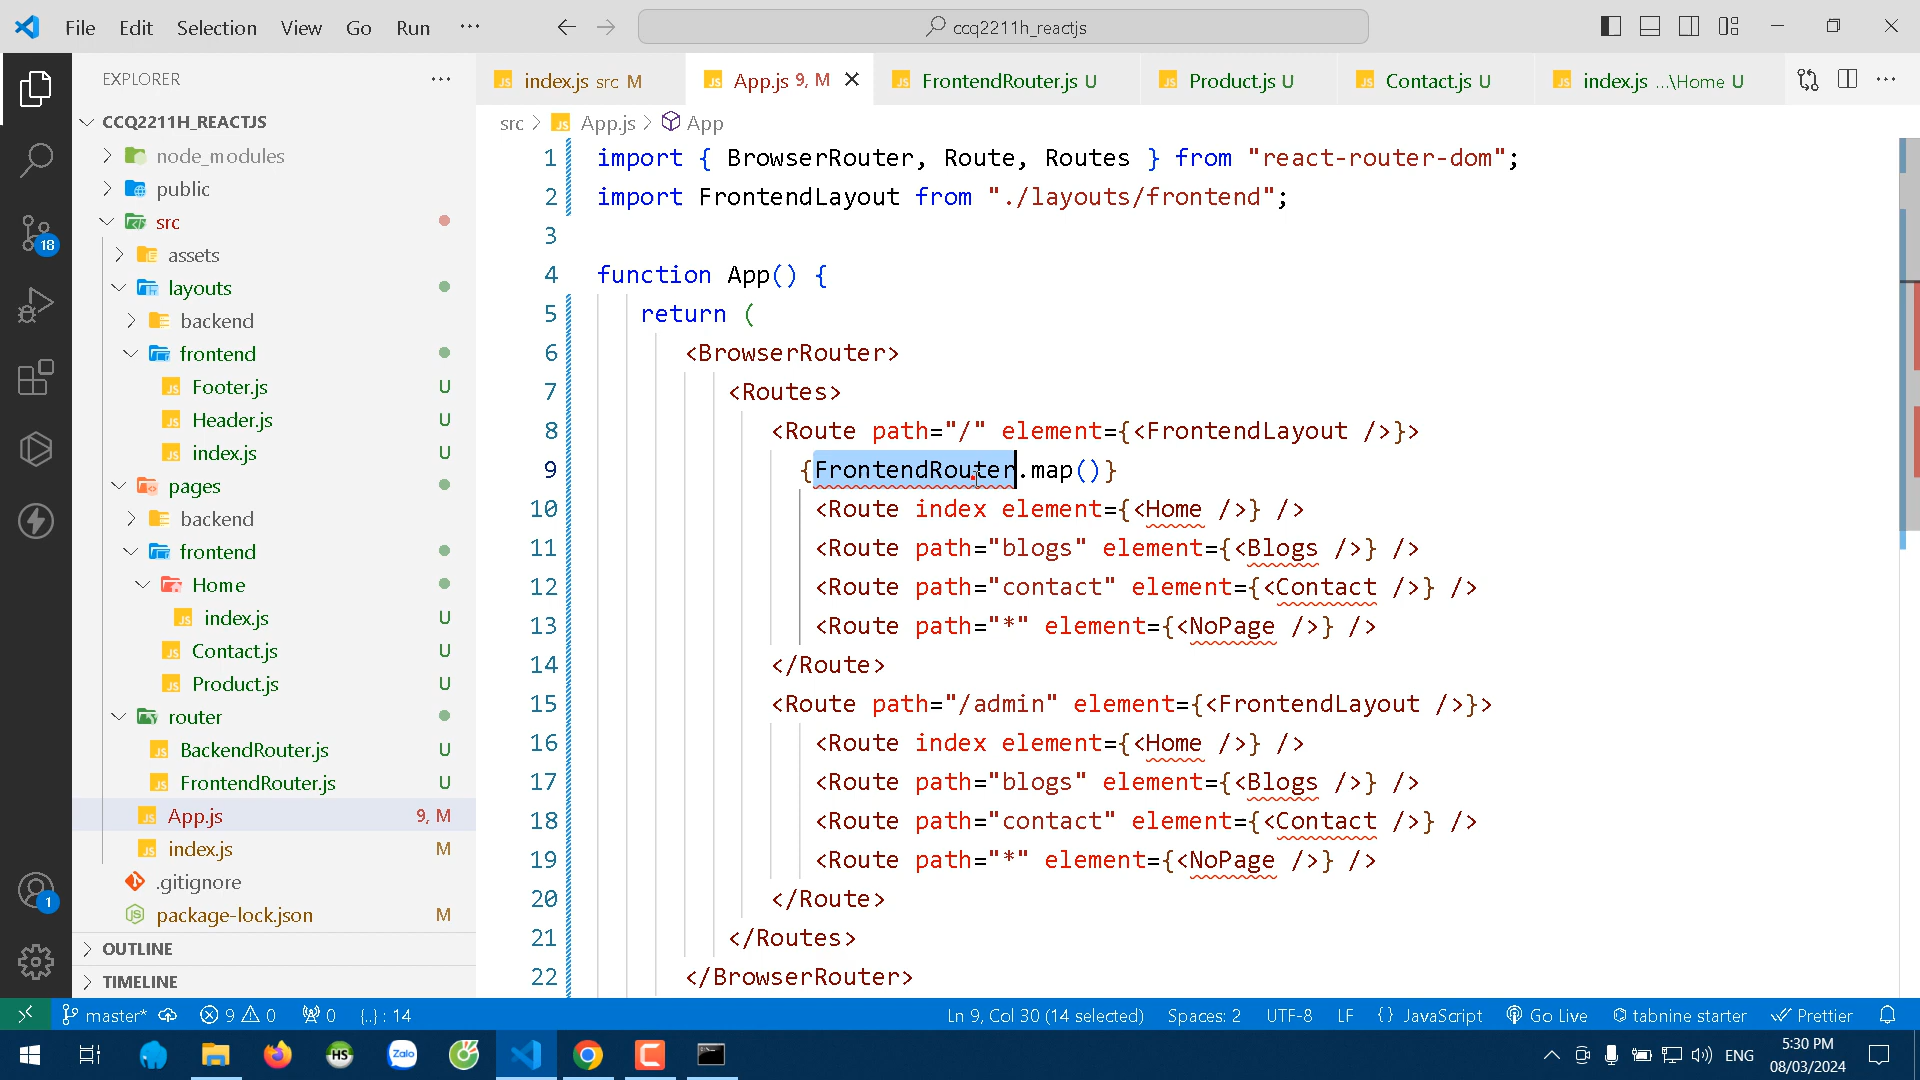 File Edit Selection View Go Run ··· ccq2211h_reactjs
EXPLORER ···
index.js src M App.js 9, M FrontendRouter.js U Product.js U Contact.js U index.js ...\Home U ···
src > App.js > App
CCQ2211H_REACTJS
node_modules
public
src
assets
layouts
backend
frontend
Footer.js U
Header.js U
index.js U
pages
backend
frontend
Home
index.js U
Contact.js U
Product.js U
router
BackendRouter.js U
FrontendRouter.js U
App.js 9, M
index.js M
.gitignore
package-lock.json M
OUTLINE
TIMELINE
18
1
1 import { BrowserRouter, Route, Routes } from "react-router-dom";
2 import FrontendLayout from "./layouts/frontend";
3
4 function App() {
5 return (
6 <BrowserRouter>
7 <Routes>
8 <Route path="/" element={<FrontendLayout />}>
9 {FrontendRouter.map()}
10 <Route index element={<Home />} />
11 <Route path="blogs" element={<Blogs />} />
12 <Route path="contact" element={<Contact />} />
13 <Route path="*" element={<NoPage />} />
14 </Route>
15 <Route path="/admin" element={<FrontendLayout />}>
16 <Route index element={<Home />} />
17 <Route path="blogs" element={<Blogs />} />
18 <Route path="contact" element={<Contact />} />
19 <Route path="*" element={<NoPage />} />
20 </Route>
21 </Routes>
22 </BrowserRouter>
master* 9 0 0 {..} : 14 Ln 9, Col 30 (14 selected) Spaces: 2 UTF-8 LF {} JavaScript Go Live tabnine starter Prettier
HS Zalo ENG 5:30 PM
08/03/2024